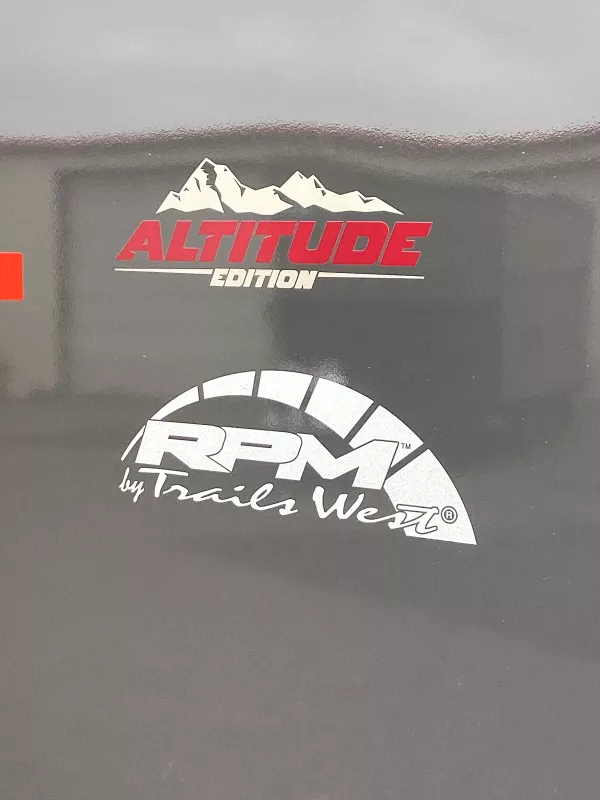 ALTITUDE
EDITION
RPM™
by Trails West®